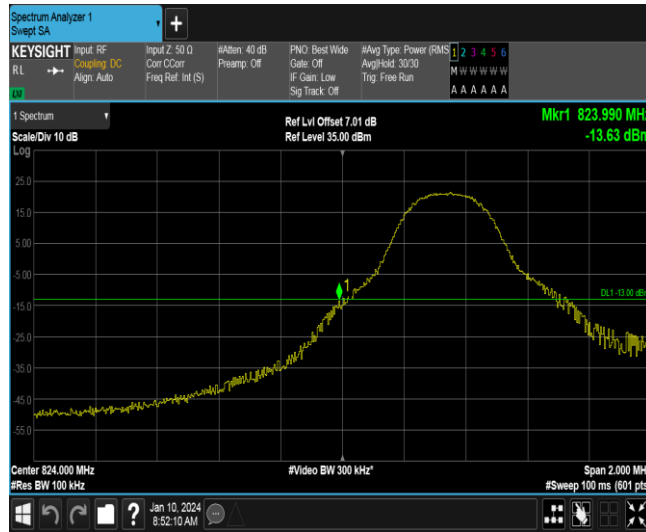 Spectrum Analyzer 1
Swept SA
+
KEYSIGHT
RL
LXI
Input: RF
Coupling: DC
Align: Auto
Input Z: 50 Ω
Corr CCorr
Freq Ref: Int (S)
#Atten: 40 dB
Preamp: Off
PNO: Best Wide
Gate: Off
IF Gain: Low
Sig Track: Off
#Avg Type: Power (RMS
Avg|Hold: 30/30
Trig: Free Run
1 2 3 4 5 6
M W W W W W
A A A A A A
1 Spectrum
Scale/Div 10 dB
Log
Ref Lvl Offset 7.01 dB
Ref Level 35.00 dBm
Mkr1 823.990 MHz
-13.63 dBm
25.0
15.0
5.00
-5.00
-15.0
-25.0
-35.0
-45.0
-55.0
1
DL1 -13.00 dBm
Center 824.000 MHz
#Res BW 100 kHz
#Video BW 300 kHz*
Span 2.000 MHz
#Sweep 100 ms (601 pts
?
Jan 10, 2024
8:52:10 AM